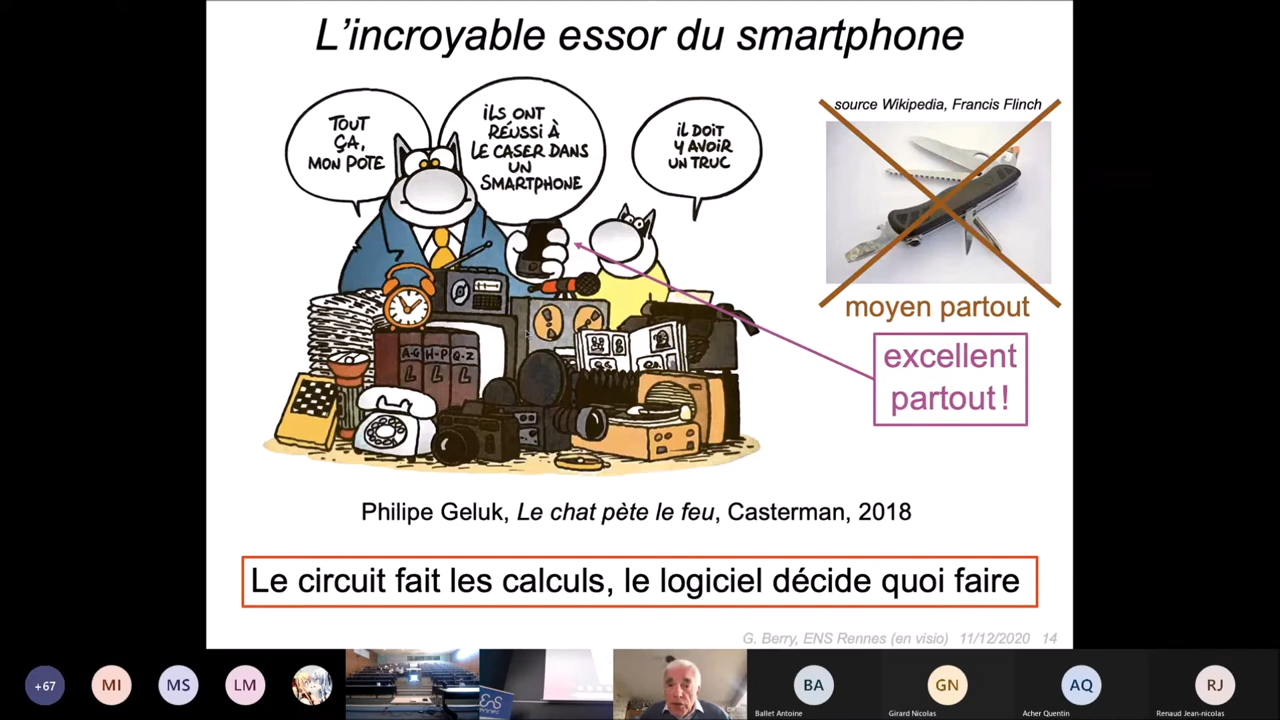 L’incroyable essor du smartphone
TOUT
ÇA,
MON POTE
iLS ONT
RÉUSSI À
LE CASER DANS
UN
SMARTPHONE
iL DOIT
Y AVOIR
UN TRUC
source Wikipedia, Francis Flinch
moyen partout
excellent
partout !
A-G H-P Q-Z
L L L
Philipe Geluk, Le chat pète le feu, Casterman, 2018
Le circuit fait les calculs, le logiciel décide quoi faire
G. Berry, ENS Rennes (en visio) 11/12/2020 14
+67 MI MS LM BA GN AQ RJ
ENS
RENNES
Ballet Antoine Girard Nicolas Acher Quentin Renaud Jean-nicolas